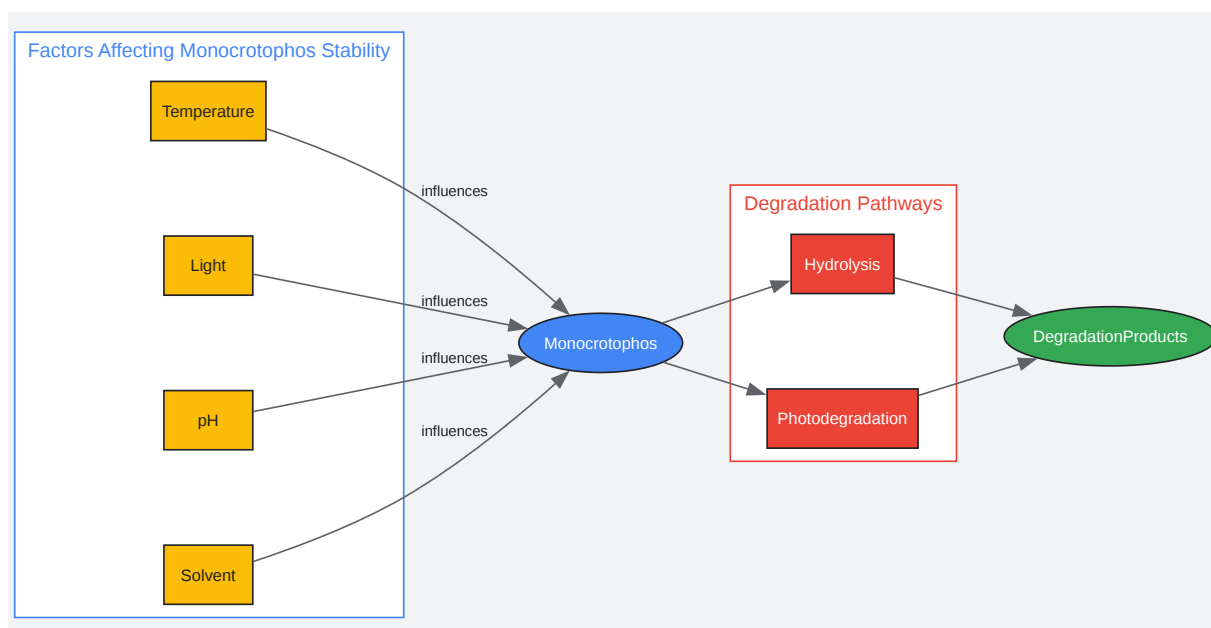 Factors Affecting Monocrotophos Stability
Temperature
influences
Degradation Pathways
Light
Hydrolysis
influences
Monocrotophos
DegradationProducts
influences
pH
Photodegradation
influences
Solvent